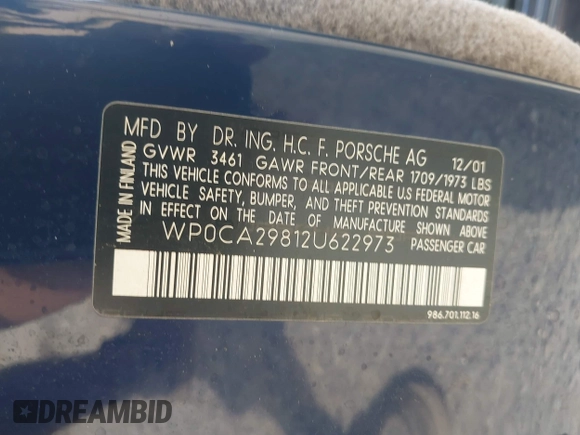 MFD BY DR. ING. H.C. F. PORSCHE AG 12/01
GVWR 3461 GAWR FRONT/REAR 1709/1973 LBS
THIS VEHICLE CONFORMS TO ALL APPLICABLE U.S FEDERAL MOTOR
VEHICLE SAFETY, BUMPER, AND THEFT PREVENTION STANDARDS
IN EFFECT ON THE DATE OF MANUFACTURE SHOWN ABOVE
WP0CA29812U622973 PASSENGER CAR
MADE IN FINLAND
986.701.112.16
DREAMBID